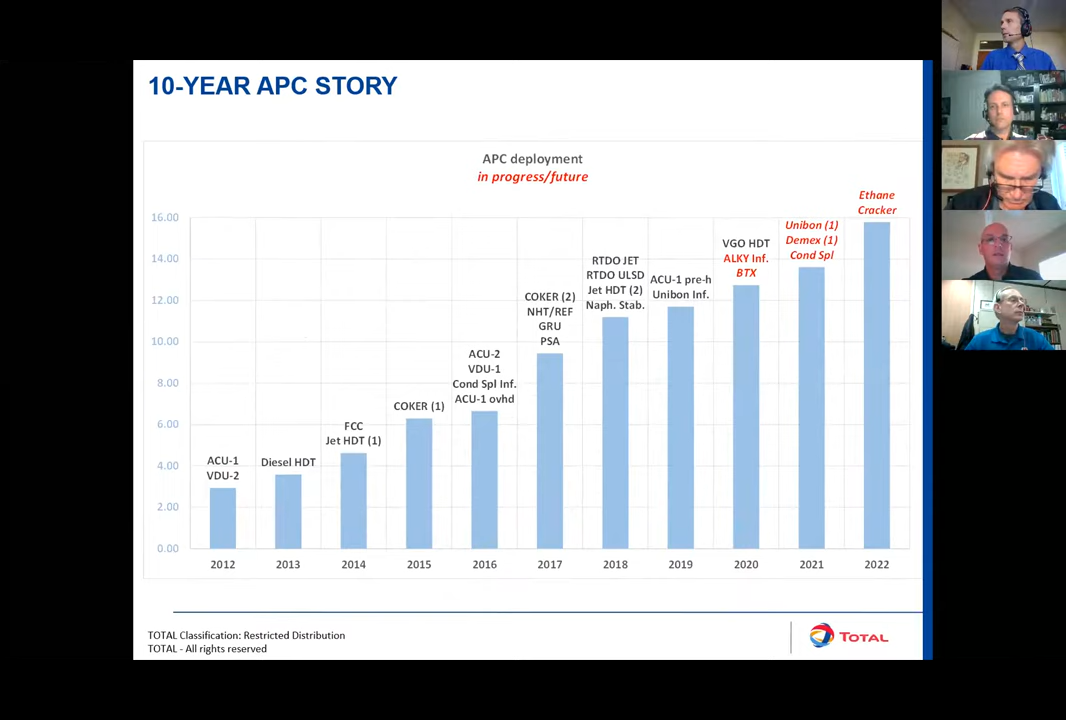 10-YEAR APC STORY
APC deployment
in progress/future
16.00
14.00
12.00
10.00
8.00
6.00
4.00
2.00
0.00
ACU-1
VDU-2
Diesel HDT
FCC
Jet HDT (1)
COKER (1)
ACU-2
VDU-1
Cond Spl Inf.
ACU-1 ovhd
COKER (2)
NHT/REF
GRU
PSA
RTDO JET
RTDO ULSD
Jet HDT (2)
Naph. Stab.
ACU-1 pre-h
Unibon Inf.
VGO HDT
ALKY Inf.
BTX
Unibon (1)
Demex (1)
Cond Spl
Ethane
Cracker
2012 2013 2014 2015 2016 2017 2018 2019 2020 2021 2022
TOTAL Classification: Restricted Distribution
TOTAL - All rights reserved
TOTAL